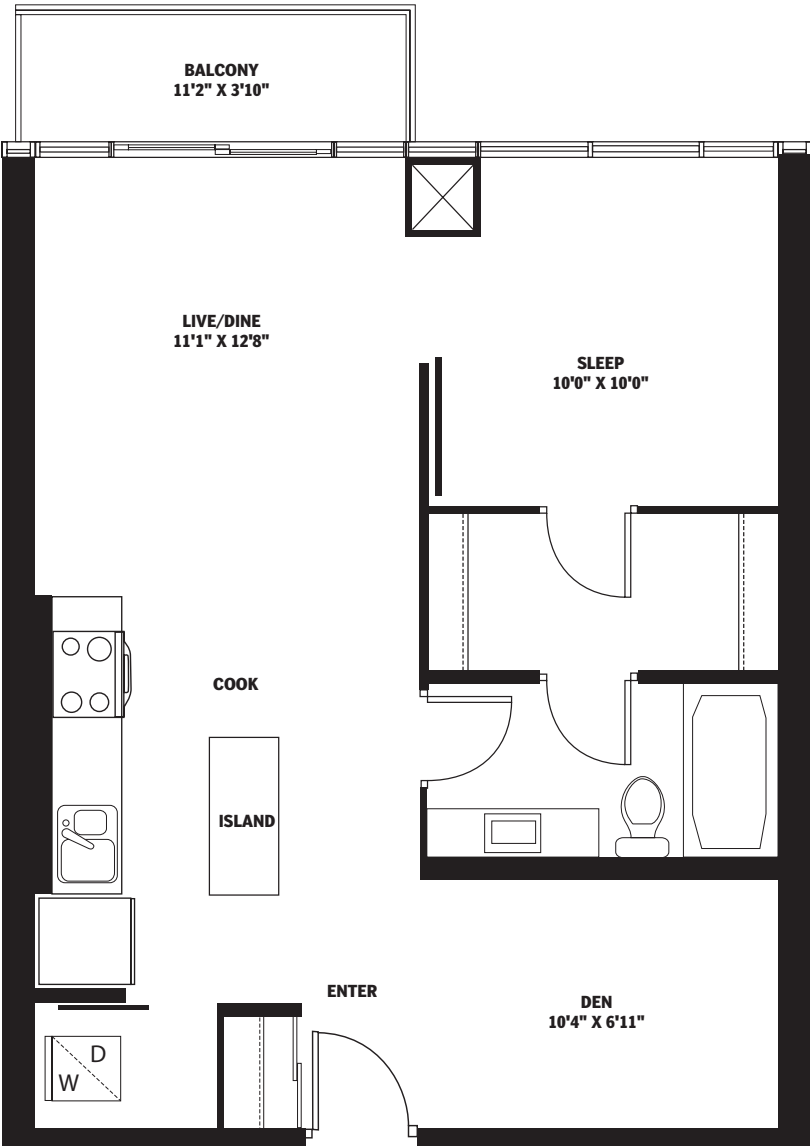 BALCONY
11'2" X 3'10"
LIVE/DINE
11'1" X 12'8"
SLEEP
10'0" X 10'0"
COOK
ISLAND
ENTER
DEN
10'4" X 6'11"
D
W